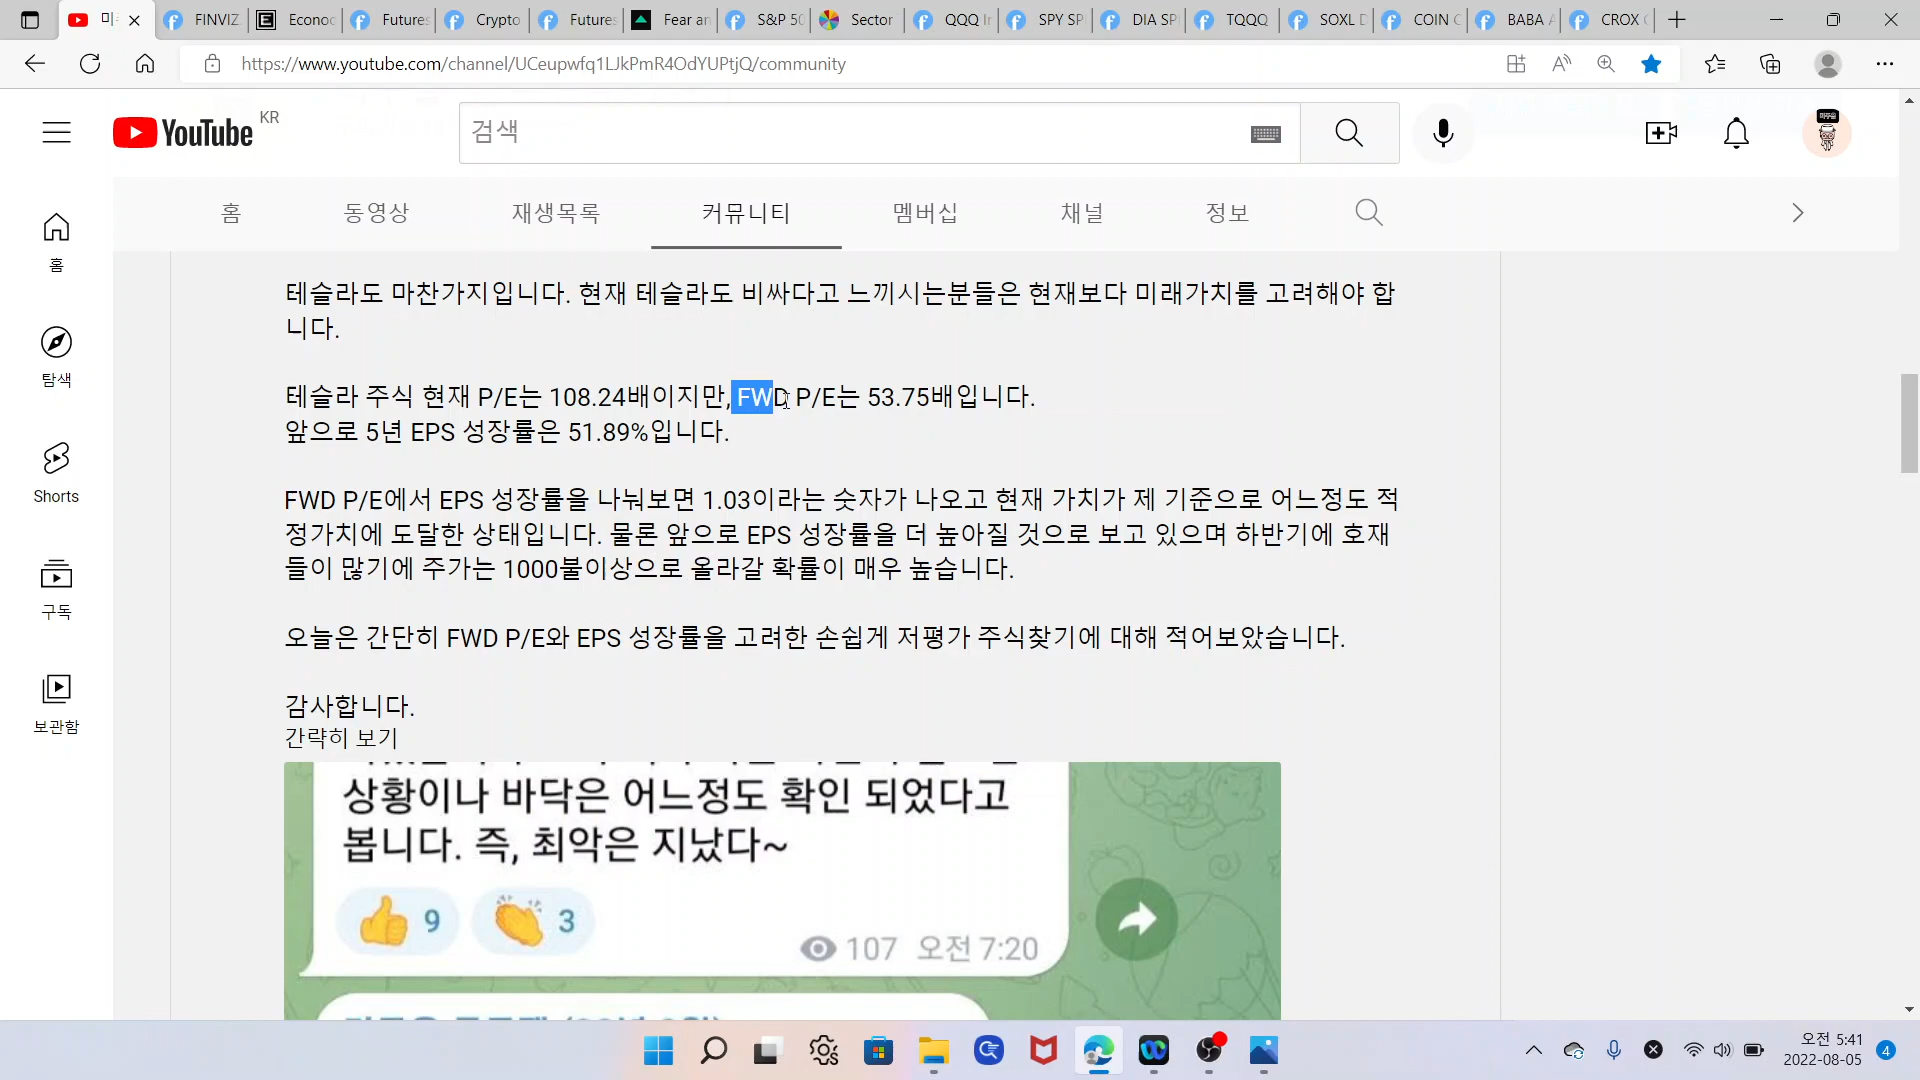 미
FINVIZ
Econoc
Futures
Crypto
Futures
Fear an
S&P 50
Sector
QQQ In
SPY SP
DIA SP
TQQQ
SOXL D
COIN C
BABA A
CROX
https://www.youtube.com/channel/UCeupwfq1LJkPmR4OdYUPtjQ/community
YouTube KR
검색
홈
동영상
재생목록
커뮤니티
멤버십
채널
정보
홈
탐색
Shorts
구독
보관함
테슬라도 마찬가지입니다. 현재 테슬라도 비싸다고 느끼시는분들은 현재보다 미래가치를 고려해야 합
니다.
테슬라 주식 현재 P/E는 108.24배이지만, FWD P/E는 53.75배입니다.
앞으로 5년 EPS 성장률은 51.89%입니다.
FWD P/E에서 EPS 성장률을 나눠보면 1.03이라는 숫자가 나오고 현재 가치가 제 기준으로 어느정도 적
정가치에 도달한 상태입니다. 물론 앞으로 EPS 성장률을 더 높아질 것으로 보고 있으며 하반기에 호재
들이 많기에 주가는 1000불이상으로 올라갈 확률이 매우 높습니다.
오늘은 간단히 FWD P/E와 EPS 성장률을 고려한 손쉽게 저평가 주식찾기에 대해 적어보았습니다.
감사합니다.
간략히 보기
상황이나 바닥은 어느정도 확인 되었다고
봅니다. 즉, 최악은 지났다~
9
3
107 오전 7:20
오전 5:41
2022-08-05
4